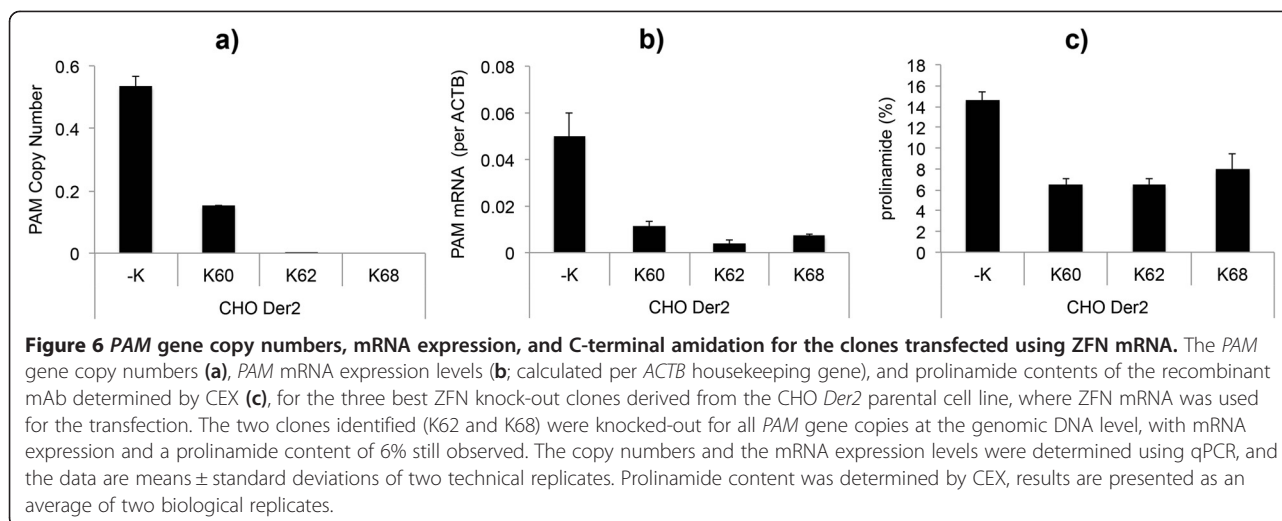 a)
b)
c)
PAM Copy Number
0.6
0.4
0.2
0
-K K60 K62 K68
CHO Der2
PAM mRNA (per ACTB)
0.08
0.06
0.04
0.02
0
-K K60 K62 K68
CHO Der2
prolinamide (%)
18
16
14
12
10
8
6
4
2
0
-K K60 K62 K68
CHO Der2
Figure 6 PAM gene copy numbers, mRNA expression, and C-terminal amidation for the clones transfected using ZFN mRNA. The PAM
gene copy numbers (a), PAM mRNA expression levels (b; calculated per ACTB housekeeping gene), and prolinamide contents of the recombinant
mAb determined by CEX (c), for the three best ZFN knock-out clones derived from the CHO Der2 parental cell line, where ZFN mRNA was used
for the transfection. The two clones identified (K62 and K68) were knocked-out for all PAM gene copies at the genomic DNA level, with mRNA
expression and a prolinamide content of 6% still observed. The copy numbers and the mRNA expression levels were determined using qPCR, and
the data are means ± standard deviations of two technical replicates. Prolinamide content was determined by CEX, results are presented as an
average of two biological replicates.